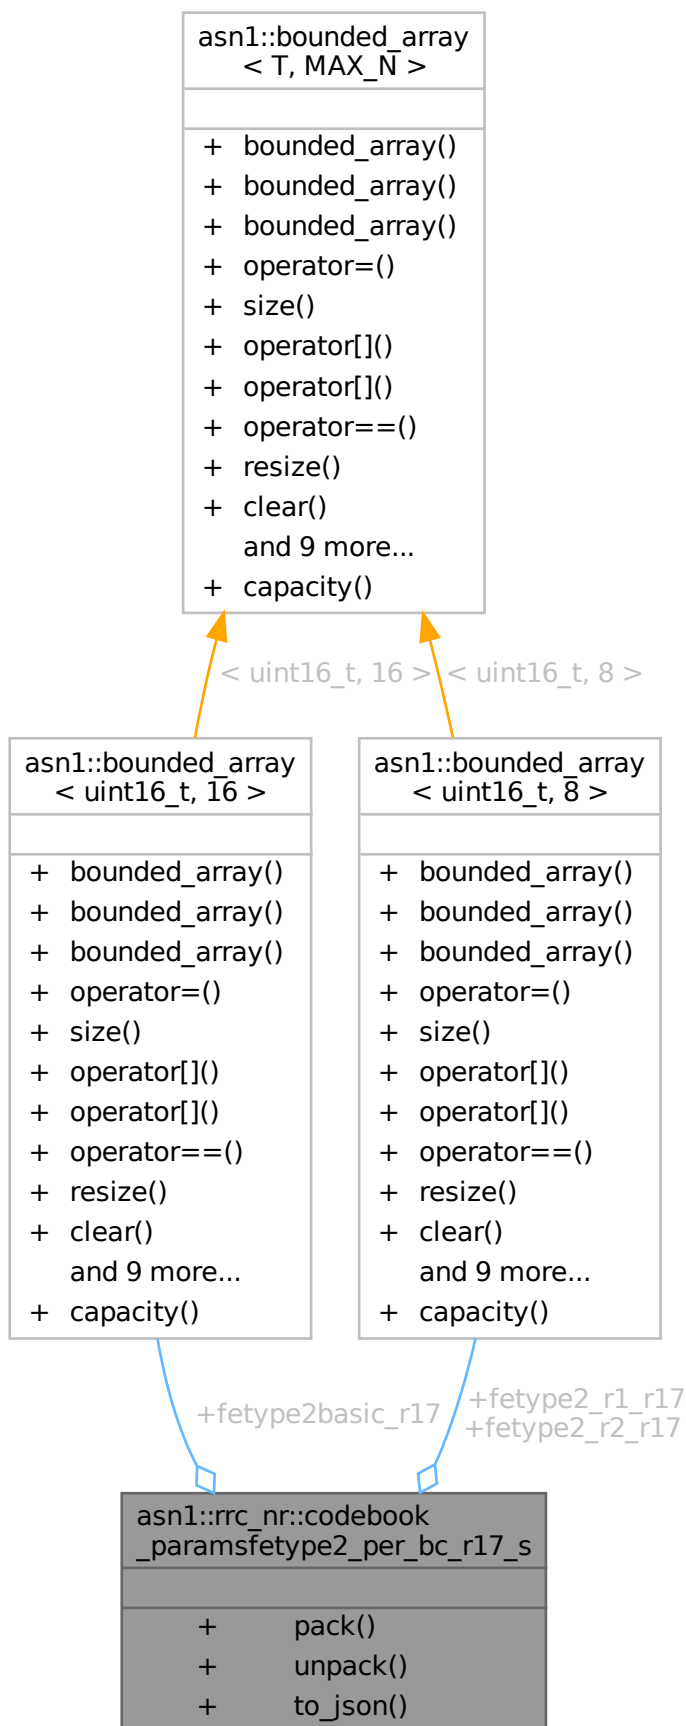 asn1::bounded_array
< T, MAX_N >
+ bounded_array()
+ bounded_array()
+ bounded_array()
+ operator=()
+ size()
+ operator[]()
+ operator[]()
+ operator==()
+ resize()
+ clear()
and 9 more...
+ capacity()
< uint16_t, 16 >
< uint16_t, 8 >
asn1::bounded_array
< uint16_t, 16 >
+ bounded_array()
+ bounded_array()
+ bounded_array()
+ operator=()
+ size()
+ operator[]()
+ operator[]()
+ operator==()
+ resize()
+ clear()
and 9 more...
+ capacity()
asn1::bounded_array
< uint16_t, 8 >
+ bounded_array()
+ bounded_array()
+ bounded_array()
+ operator=()
+ size()
+ operator[]()
+ operator[]()
+ operator==()
+ resize()
+ clear()
and 9 more...
+ capacity()
+fetype2basic_r17
+fetype2_r1_r17
+fetype2_r2_r17
asn1::rrc_nr::codebook
_paramsfetype2_per_bc_r17_s
+ pack()
+ unpack()
+ to_json()